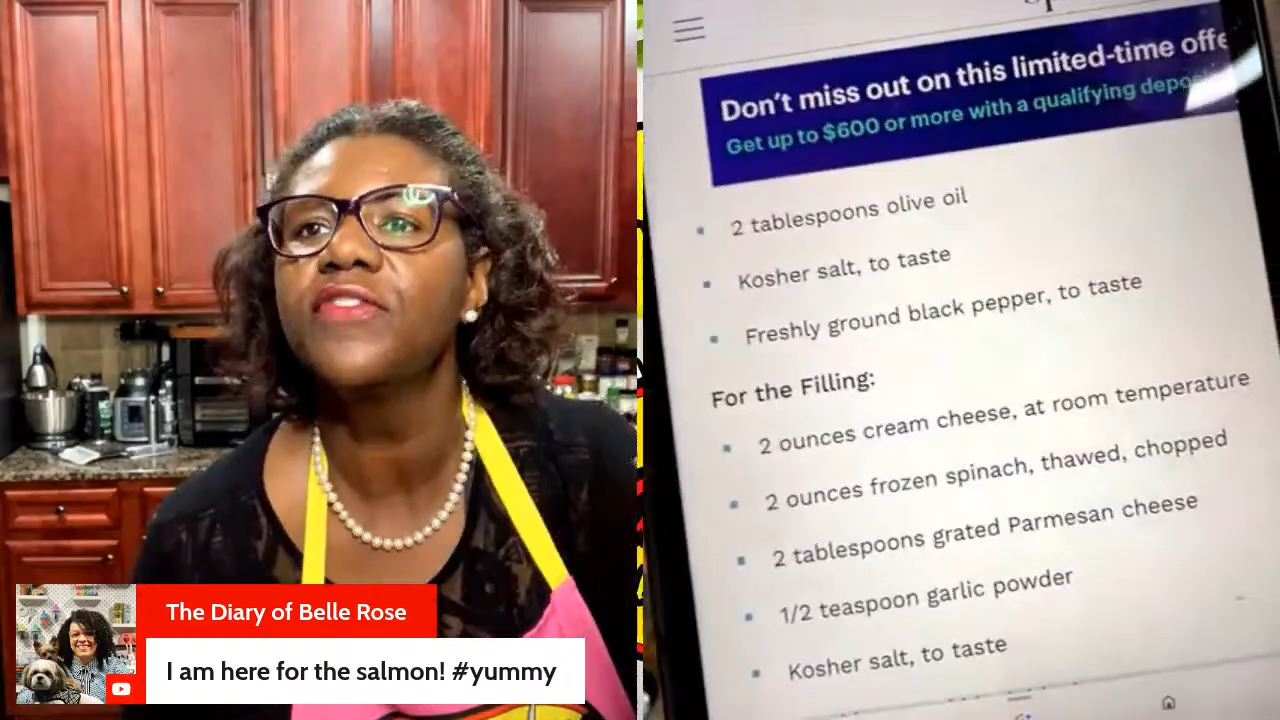 Don't miss out on this limited-time offe
Get up to $600 or more with a qualifying depo
2 tablespoons olive oil
Kosher salt, to taste
Freshly ground black pepper, to taste
For the Filling:
2 ounces cream cheese, at room temperature
2 ounces frozen spinach, thawed, chopped
2 tablespoons grated Parmesan cheese
1/2 teaspoon garlic powder
Kosher salt, to taste
The Diary of Belle Rose
I am here for the salmon! #yummy